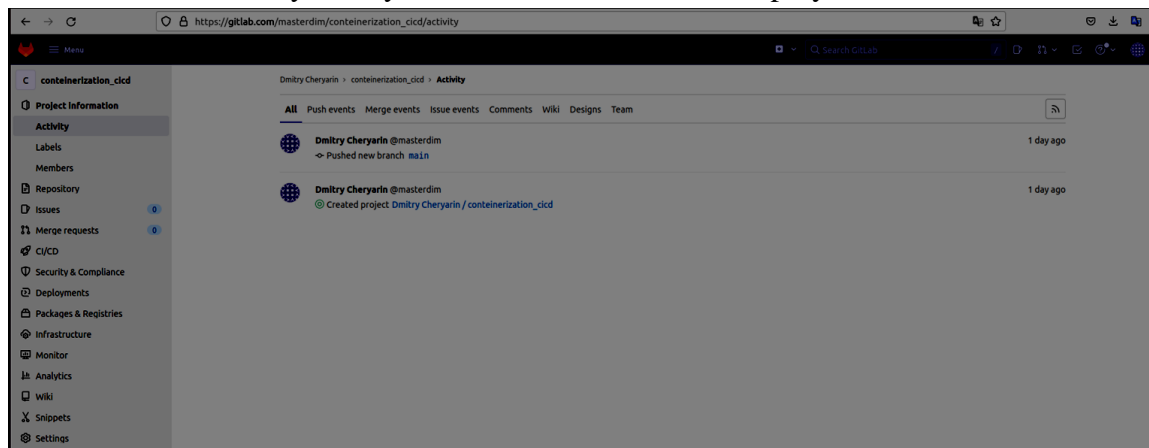 https://gitlab.com/masterdim/conteinerization_cicd/activity
Menu
Search GitLab
C conteinerization_cicd
Project information
Activity
Labels
Members
Repository
Issues 0
Merge requests 0
CI/CD
Security & Compliance
Deployments
Packages & Registries
Infrastructure
Monitor
Analytics
Wiki
Snippets
Settings
Dmitry Cheryarin › conteinerization_cicd › Activity
All Push events Merge events Issue events Comments Wiki Designs Team
Dmitry Cheryarin @masterdim 1 day ago
Pushed new branch main
Dmitry Cheryarin @masterdim 1 day ago
Created project Dmitry Cheryarin / conteinerization_cicd